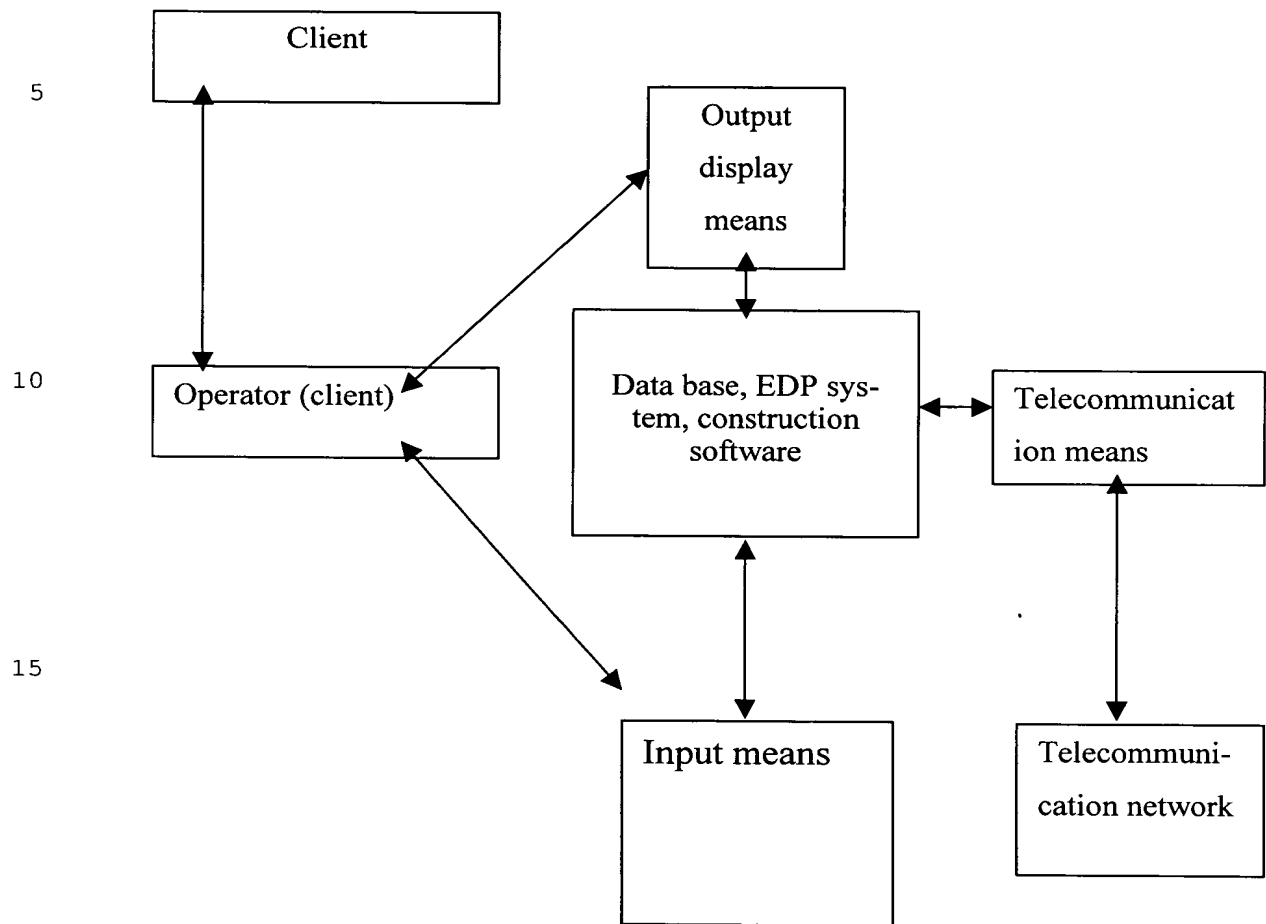 Client
5
Output
display
means
10
Operator (client)
Data base, EDP sys-
tem, construction
software
Telecommunicat
ion means
15
Input means
Telecommuni-
cation network